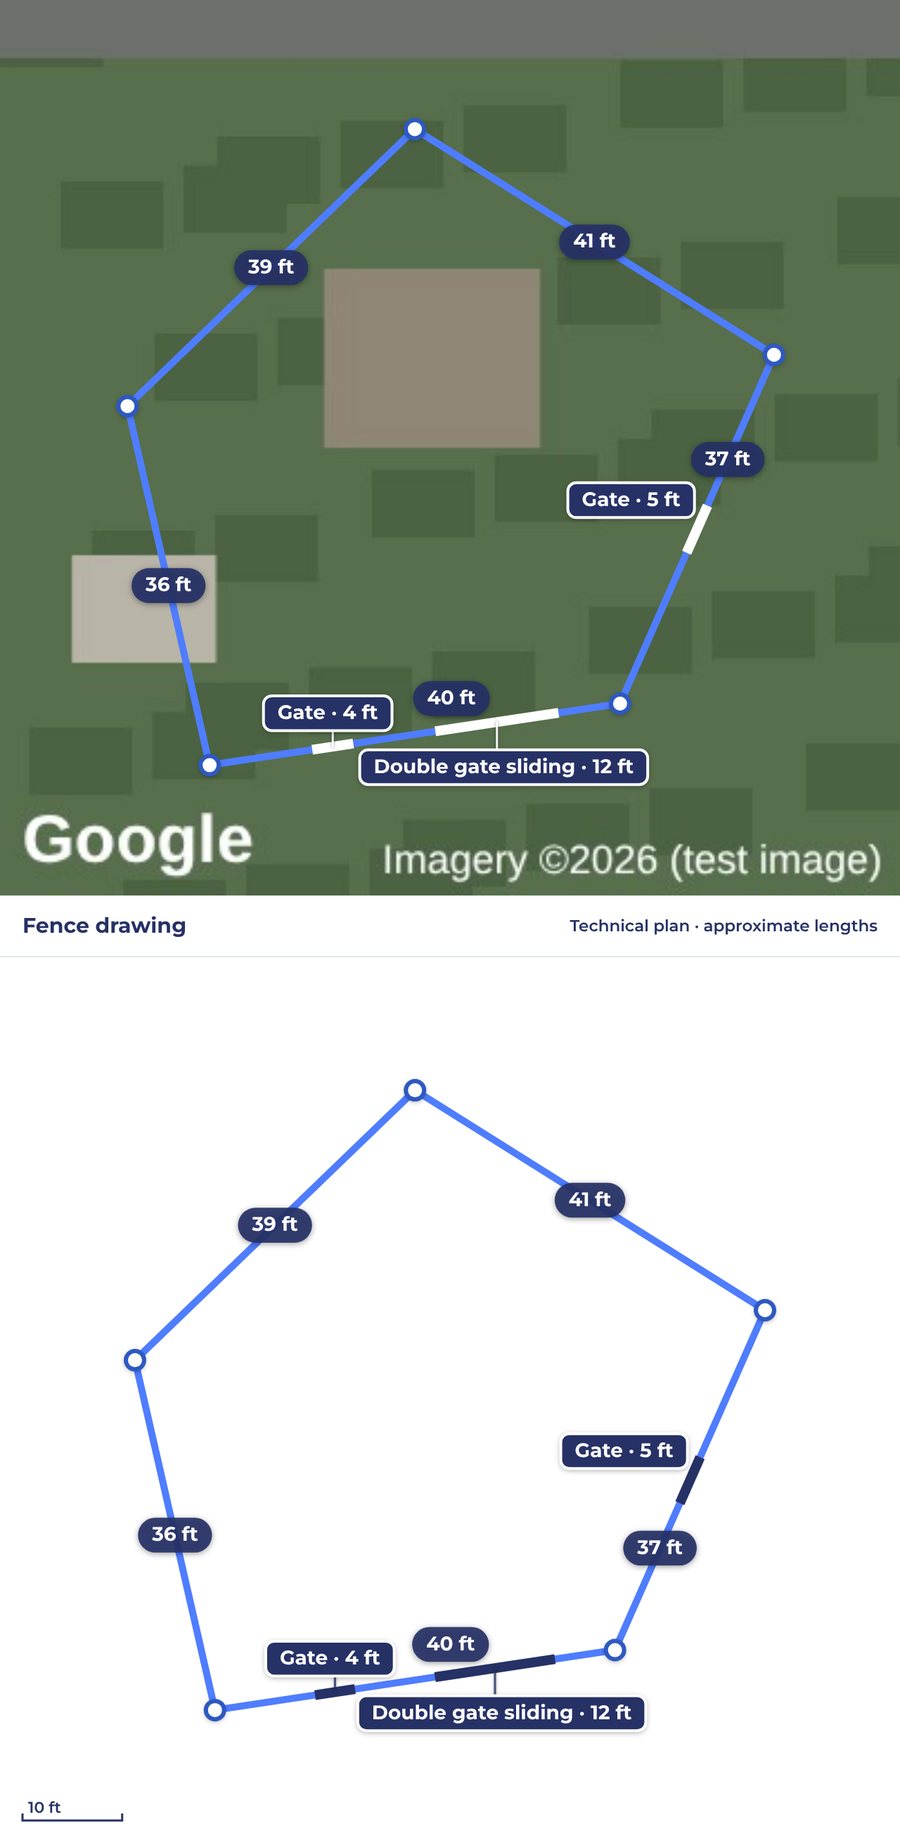 41 ft
39 ft
37 ft
Gate · 5 ft
36 ft
40 ft
Gate · 4 ft
Double gate sliding · 12 ft
Google
Imagery ©2026 (test image)
Fence drawing
Technical plan · approximate lengths
41 ft
39 ft
Gate · 5 ft
36 ft
37 ft
40 ft
Gate · 4 ft
Double gate sliding · 12 ft
10 ft